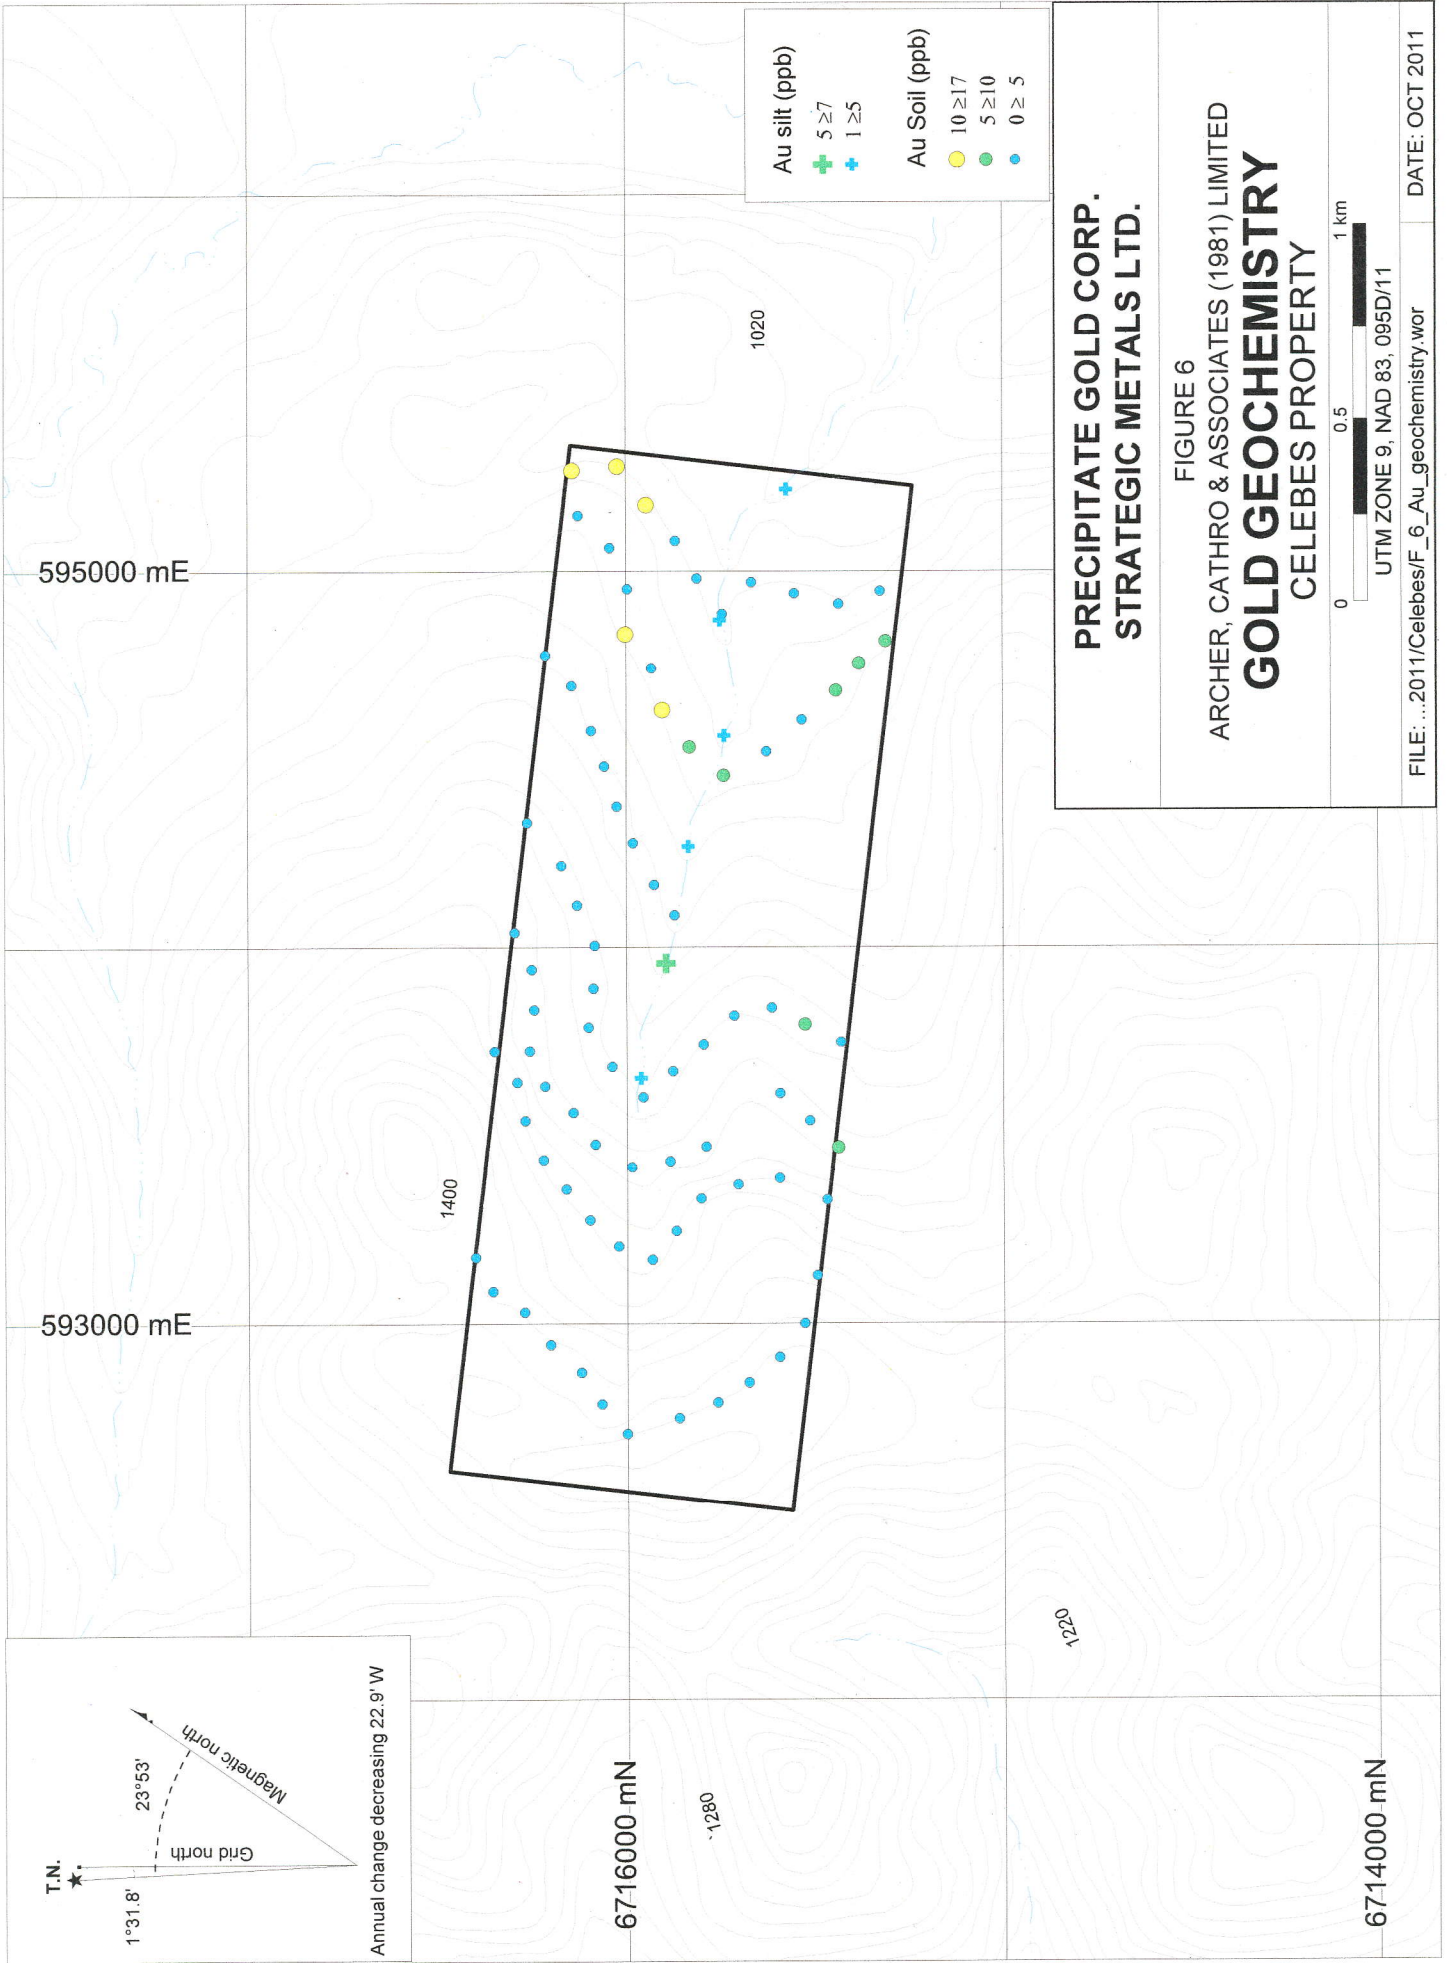 T.N.
1°31.8'
23°53'
Grid north
Magnetic north
Annual change decreasing 22.9' W
593000 mE
595000 mE
6716000 mN
6714000 mN
1400
1020
1280
1220
Au silt (ppb)
5 ≥7
1 ≥5
Au Soil (ppb)
10 ≥17
5 ≥10
0 ≥ 5
PRECIPITATE GOLD CORP.
STRATEGIC METALS LTD.
FIGURE 6
ARCHER, CATHRO & ASSOCIATES (1981) LIMITED
GOLD GEOCHEMISTRY
CELEBES PROPERTY
0 0.5 1 km
UTM ZONE 9, NAD 83, 095D/11
FILE: ...2011/Celebes/F_6_Au_geochemistry.wor DATE: OCT 2011